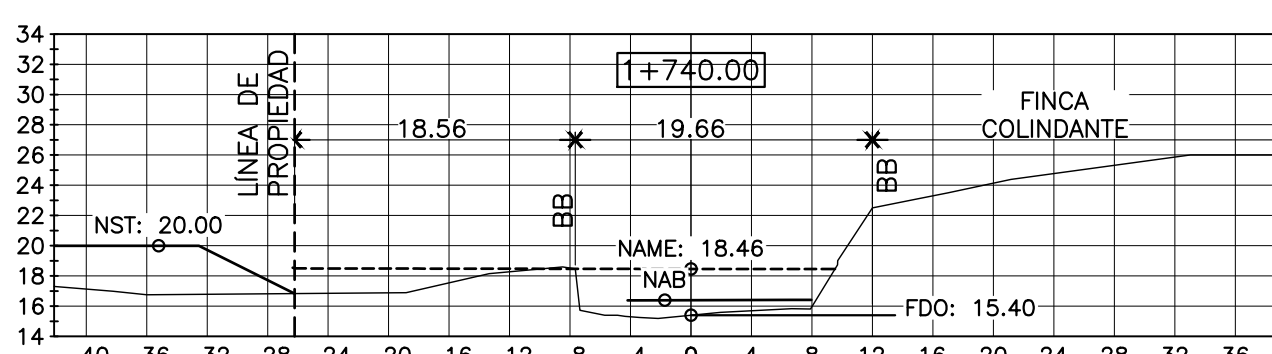 34
32
30
28
26
24
22
20
18
16
14
1+740.00
LÍNEA DE
PROPIEDAD
18.56
19.66
FINCA
COLINDANTE
BB
BB
NST: 20.00
NAME: 18.46
NAB
FDO: 15.40
40 36 32 28 24 20 16 12 8 4 0 4 8 12 16 20 24 28 32 36